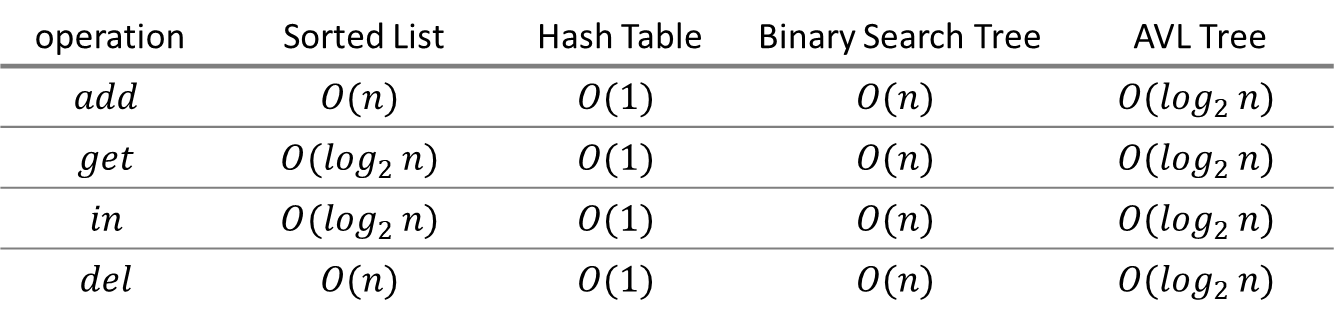 operation Sorted List Hash Table Binary Search Tree AVL Tree
add O(n) O(1) O(n) O(log₂ n)
get O(log₂ n) O(1) O(n) O(log₂ n)
in O(log₂ n) O(1) O(n) O(log₂ n)
del O(n) O(1) O(n) O(log₂ n)